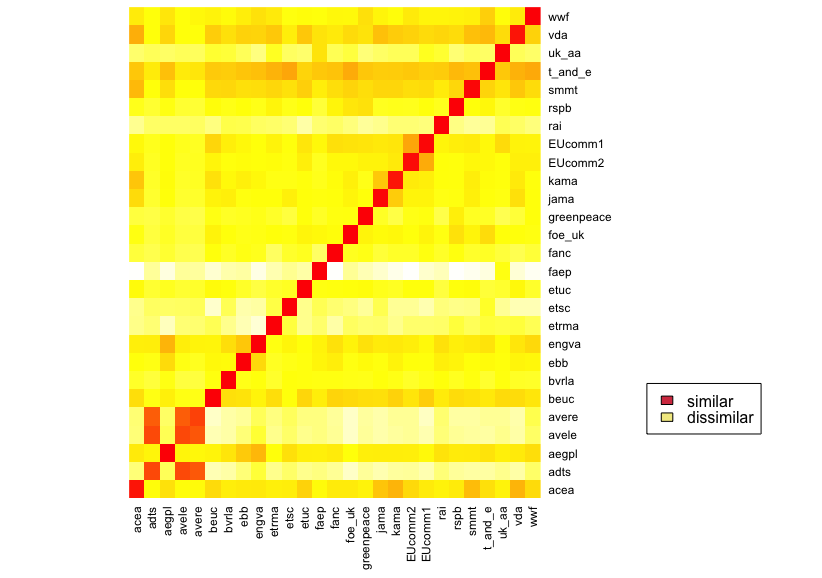 wwf
vda
uk_aa
t_and_e
smmt
rspb
rai
EUcomm1
EUcomm2
kama
jama
greenpeace
foe_uk
fanc
faep
etuc
etsc
etrma
engva
ebb
bvrla
beuc
avere
avele
aegpl
adts
acea
similar
dissimilar
acea
adts
aegpl
avele
avere
beuc
bvrla
ebb
engva
etrma
etsc
etuc
faep
fanc
foe_uk
greenpeace
jama
kama
EUcomm2
EUcomm1
rai
rspb
smmt
t_and_e
uk_aa
vda
wwf